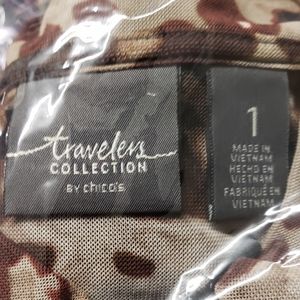 travelers
COLLECTION
BY chico's
1
MADE IN
VIETNAM
HECHO EN
VIETNAM
FABRIQUÉ EN
VIETNAM